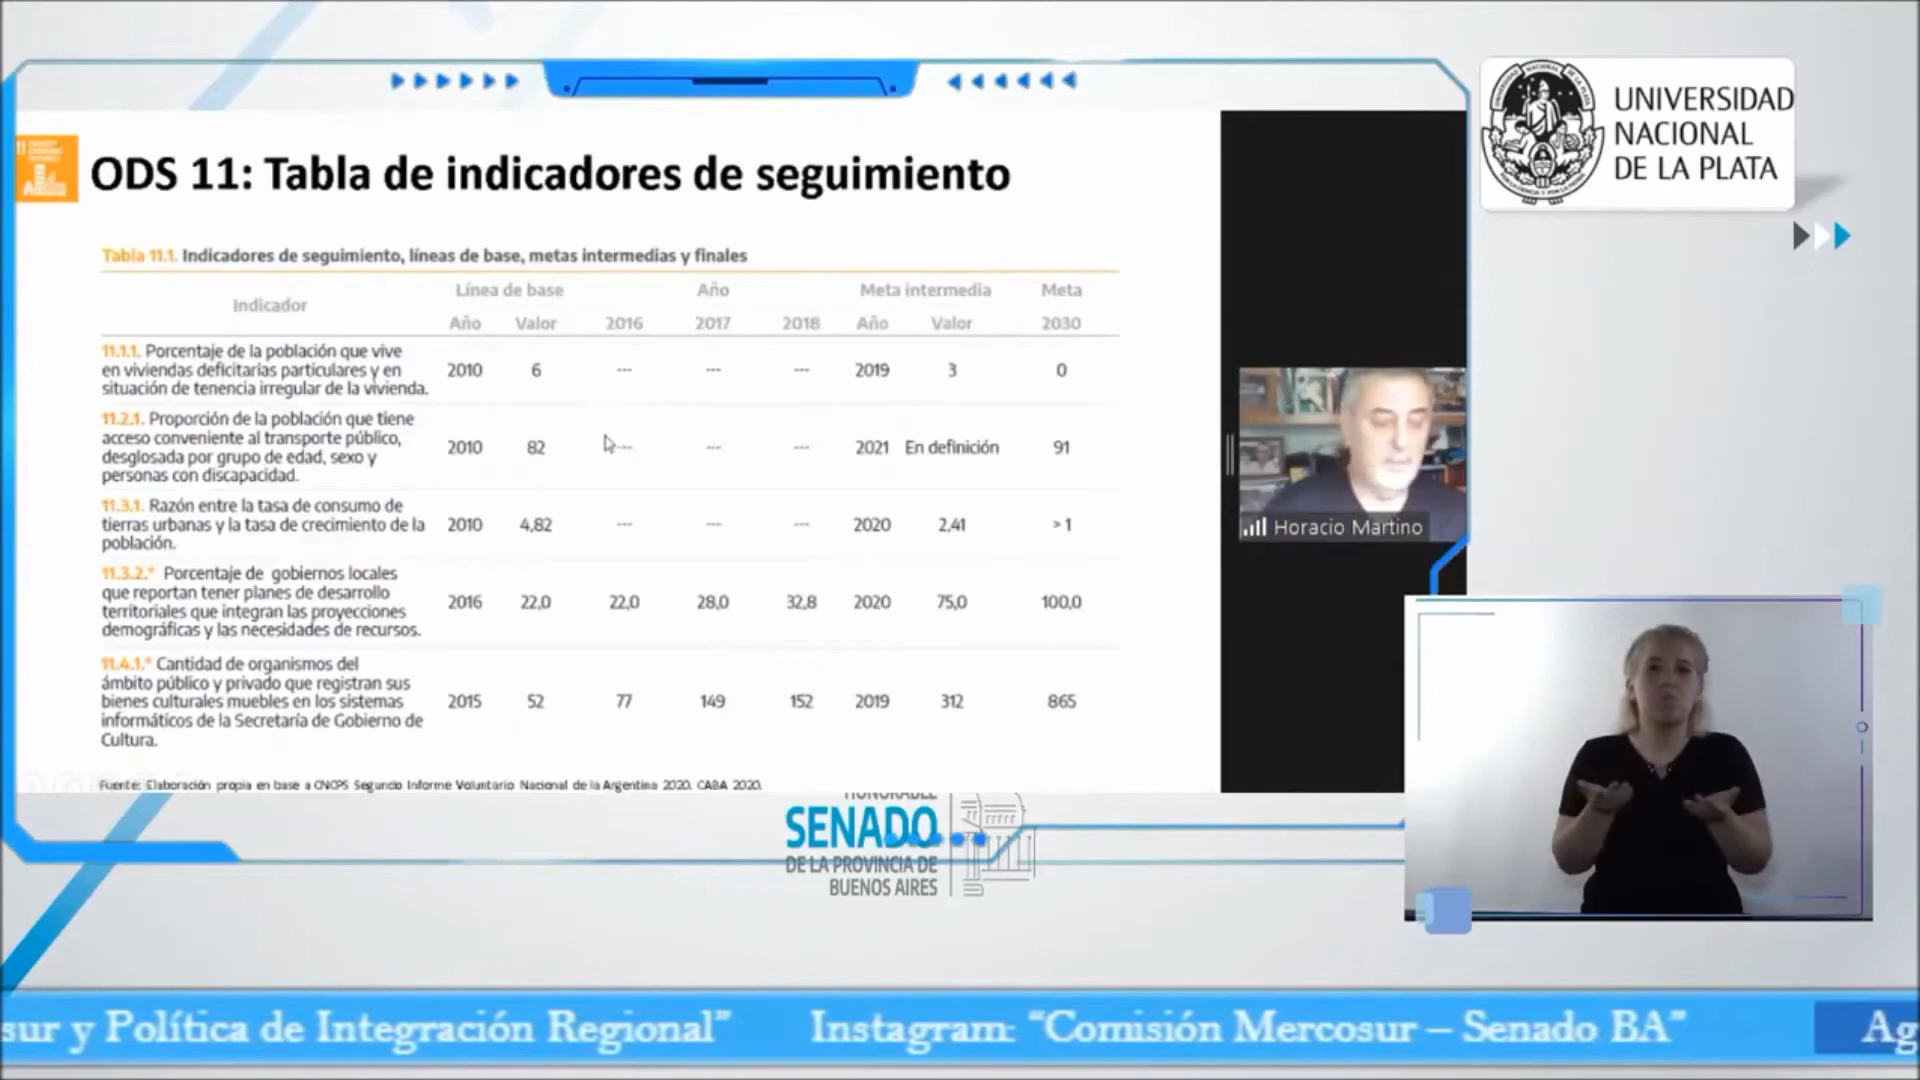 UNIVERSIDAD
NACIONAL
DE LA PLATA
11
ODS 11: Tabla de indicadores de seguimiento
Tabla 11.1. Indicadores de seguimiento, líneas de base, metas intermedias y finales
Indicador Línea de base Año Meta intermedia Meta
Año Valor 2016 2017 2018 Año Valor 2030
11.1.1. Porcentaje de la población que vive
en viviendas deficitarias particulares y en
situación de tenencia irregular de la vivienda.
2010 6 --- --- --- 2019 3 0
11.2.1. Proporción de la población que tiene
acceso conveniente al transporte público,
desglosada por grupo de edad, sexo y
personas con discapacidad.
2010 82 --- --- --- 2021 En definición 91
11.3.1. Razón entre la tasa de consumo de
tierras urbanas y la tasa de crecimiento de la
población.
2010 4,82 --- --- --- 2020 2,41 > 1
11.3.2.* Porcentaje de gobiernos locales
que reportan tener planes de desarrollo
territoriales que integran las proyecciones
demográficas y las necesidades de recursos.
2016 22,0 22,0 28,0 32,8 2020 75,0 100,0
11.4.1.* Cantidad de organismos del
ámbito público y privado que registran sus
bienes culturales muebles en los sistemas
informáticos de la Secretaría de Gobierno de
Cultura.
2015 52 77 149 152 2019 312 865
Fuente: Elaboración propia en base a CNCPS Segundo Informe Voluntario Nacional de la Argentina 2020. CABA 2020.
Horacio Martino
HONORABLE
SENADO
DE LA PROVINCIA DE
BUENOS AIRES
sur y Política de Integración Regional” Instagram: “Comisión Mercosur – Senado BA” Ag